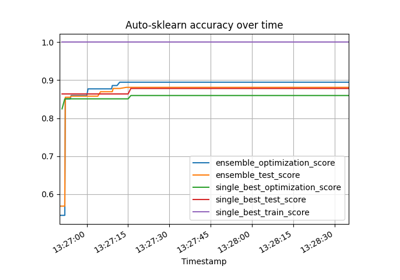 Auto-sklearn accuracy over time
1.0
0.9
0.8
0.7
0.6
ensemble_optimization_score
ensemble_test_score
single_best_optimization_score
single_best_test_score
single_best_train_score
13:27:00
13:27:15
13:27:30
13:27:45
13:28:00
13:28:15
13:28:30
Timestamp